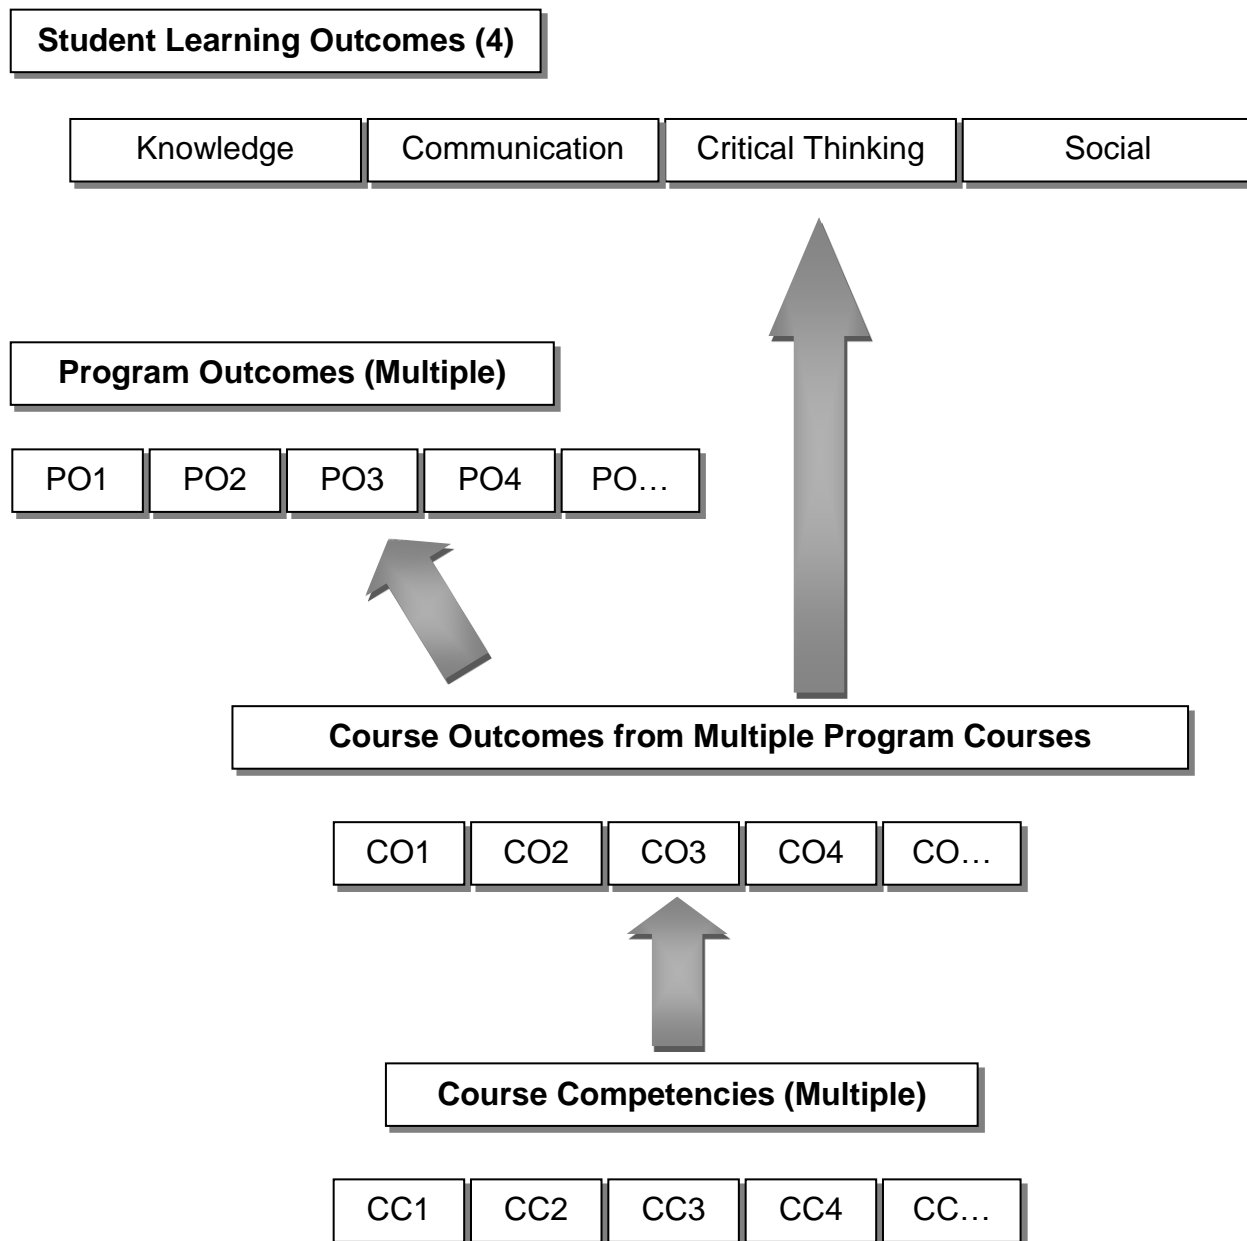 Student Learning Outcomes (4)
Knowledge Communication Critical Thinking Social
Program Outcomes (Multiple)
PO1 PO2 PO3 PO4 PO…
Course Outcomes from Multiple Program Courses
CO1 CO2 CO3 CO4 CO…
Course Competencies (Multiple)
CC1 CC2 CC3 CC4 CC…